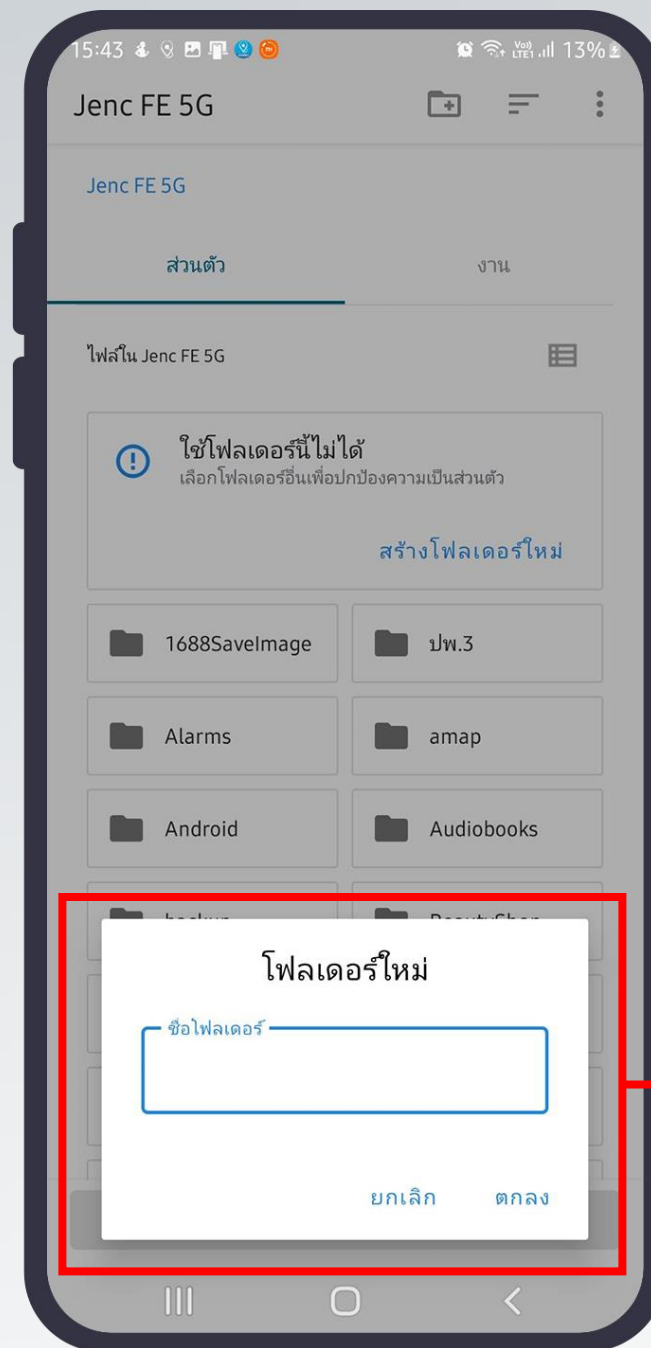 15:43
LTE1 13%
Jenc FE 5G
Jenc FE 5G
ส่วนตัว งาน
ไฟล์ใน Jenc FE 5G
ใช้โฟลเดอร์นี้ไม่ได้
เลือกโฟลเดอร์อื่นเพื่อปกป้องความเป็นส่วนตัว
สร้างโฟลเดอร์ใหม่
1688SaveImage ปพ.3
Alarms amap
Android Audiobooks
โฟลเดอร์ใหม่
ชื่อโฟลเดอร์
ยกเลิก ตกลง